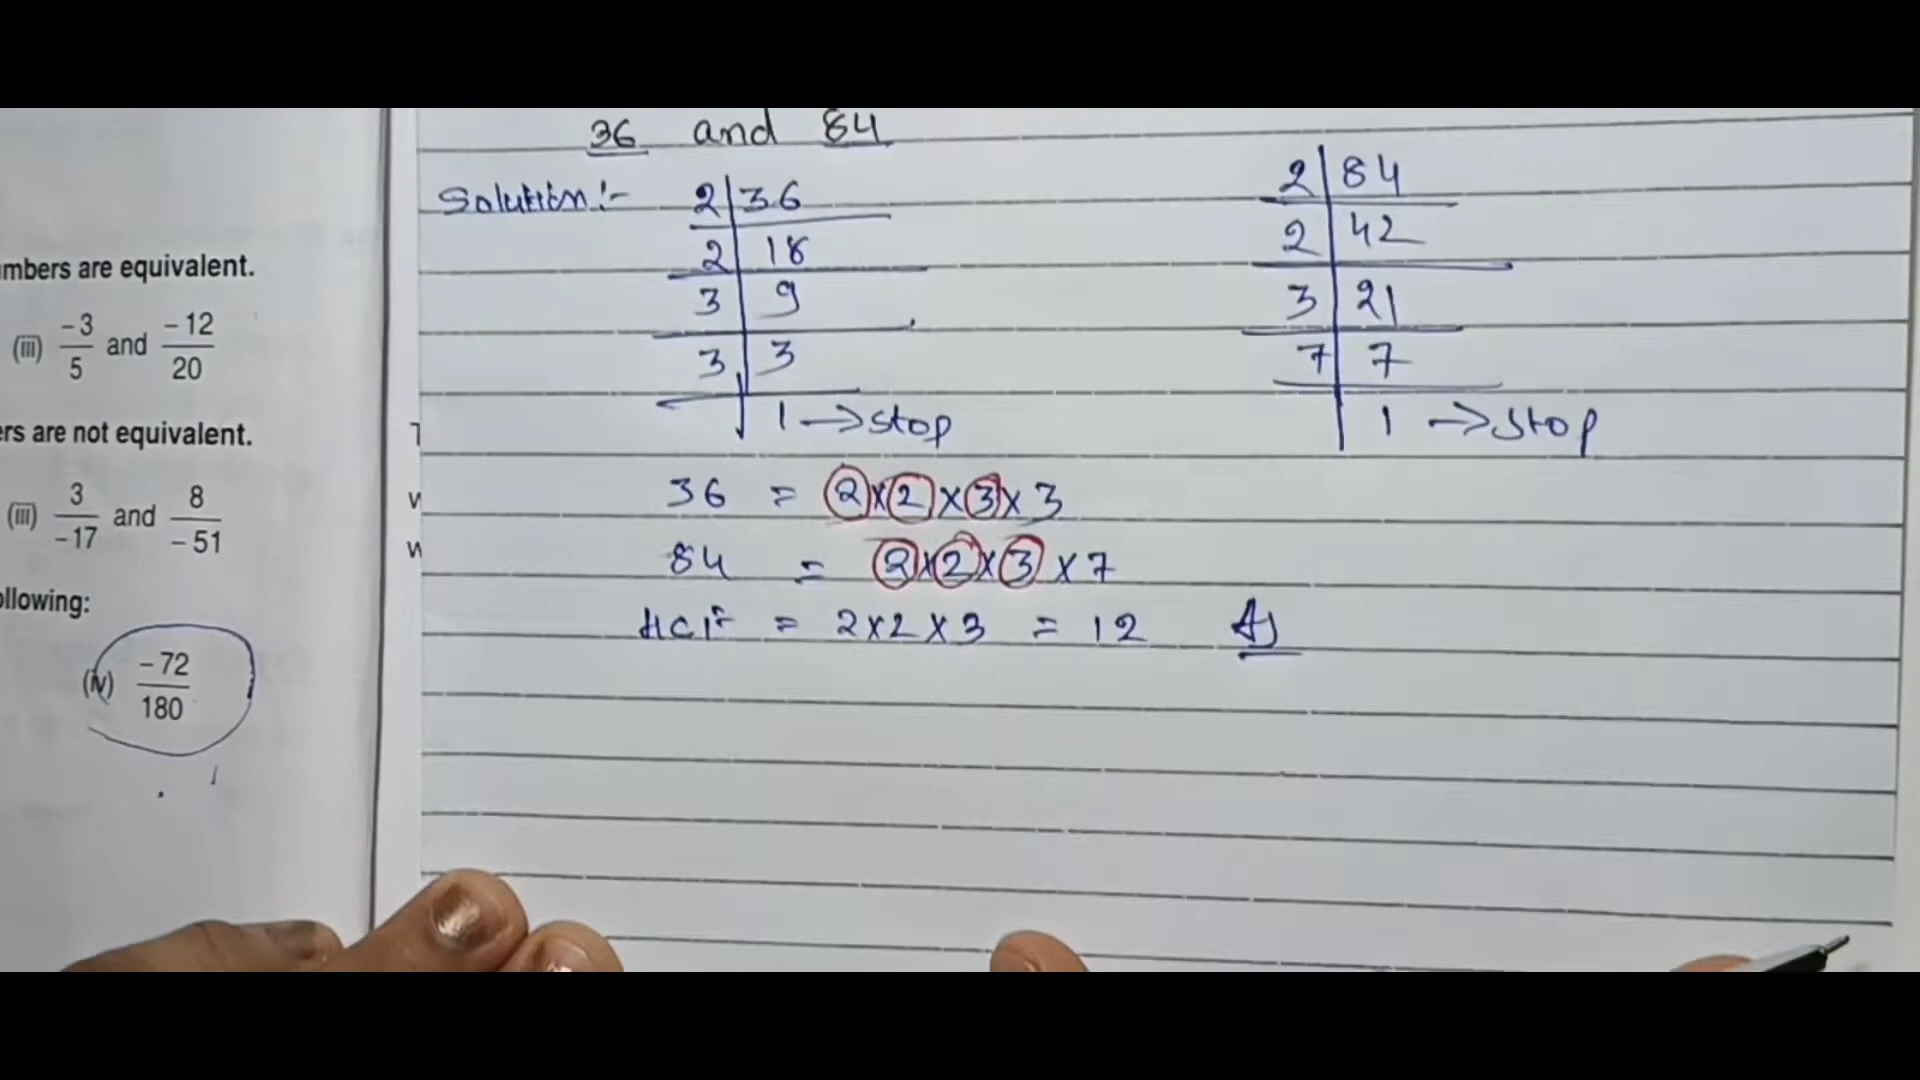 mbers are equivalent.
(iii) -3/5 and -12/20
ers are not equivalent.
(iii) 3/-17 and 8/-51
ollowing:
(iv) -72/180
36 and 84
Solution:-
2 | 36
2 | 18
3 | 9
3 | 3
1 → stop
2 | 84
2 | 42
3 | 21
7 | 7
1 → stop
36 = 2×2×3×3
84 = 2×2×3×7
HCF = 2×2×3 = 12